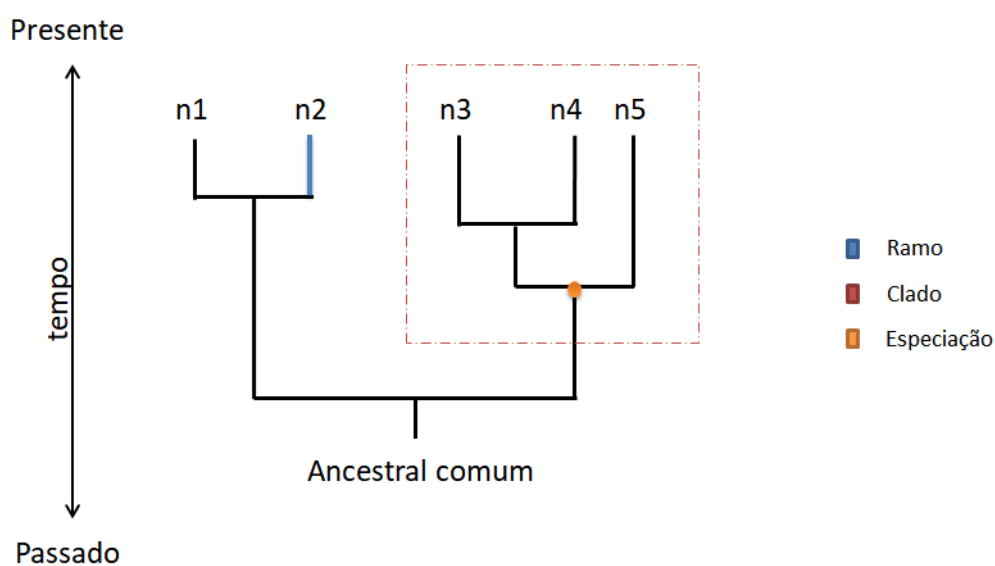 Presente
n1
n2
n3
n4
n5
tempo
Ramo
Clado
Especiação
Ancestral comum
Passado